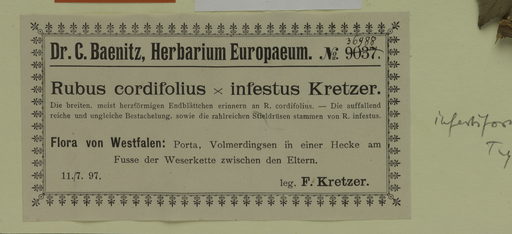 36988
Dr. C. Baenitz, Herbarium Europaeum. № 9037.
Rubus cordifolius × infestus Kretzer.
Die breiten, meist herzförmigen Endblättchen erinnern an R. cordifolius. — Die auffallend
reiche und ungleiche Bestachelung, sowie die zahlreichen Stieldrüsen stammen von R. infestus.
Flora von Westfalen: Porta, Volmerdingsen in einer Hecke am
Fusse der Weserkette zwischen den Eltern.
11./7. 97.
leg. F. Kretzer.